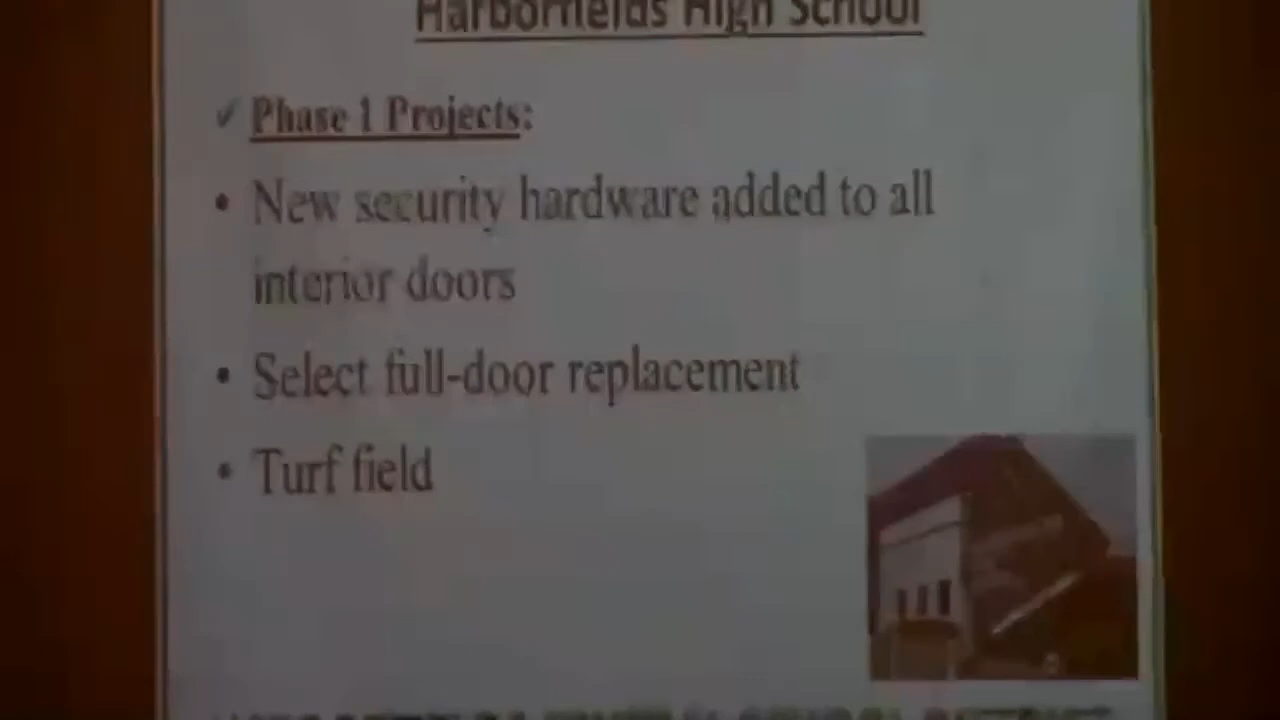 Harborfields High School
✓ Phase 1 Projects:
• New security hardware added to all
interior doors
• Select full-door replacement
• Turf field